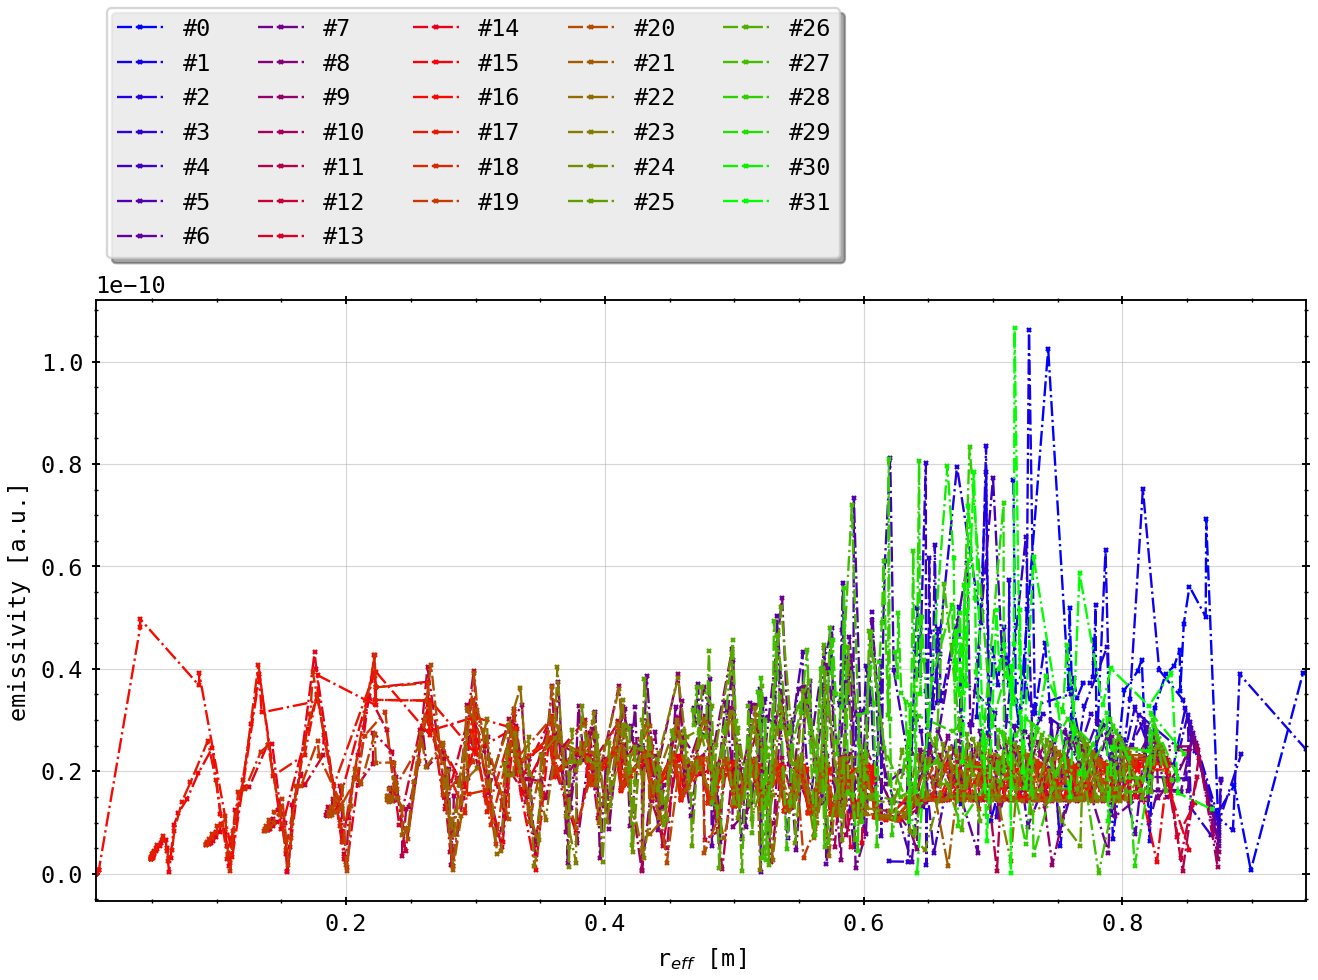 #0 #7 #14 #20 #26
#1 #8 #15 #21 #27
#2 #9 #16 #22 #28
#3 #10 #17 #23 #29
#4 #11 #18 #24 #30
#5 #12 #19 #25 #31
#6 #13
1e−10
1.0
0.8
0.6
0.4
0.2
0.0
emissivity [a.u.]
0.2 0.4 0.6 0.8
r_eff [m]